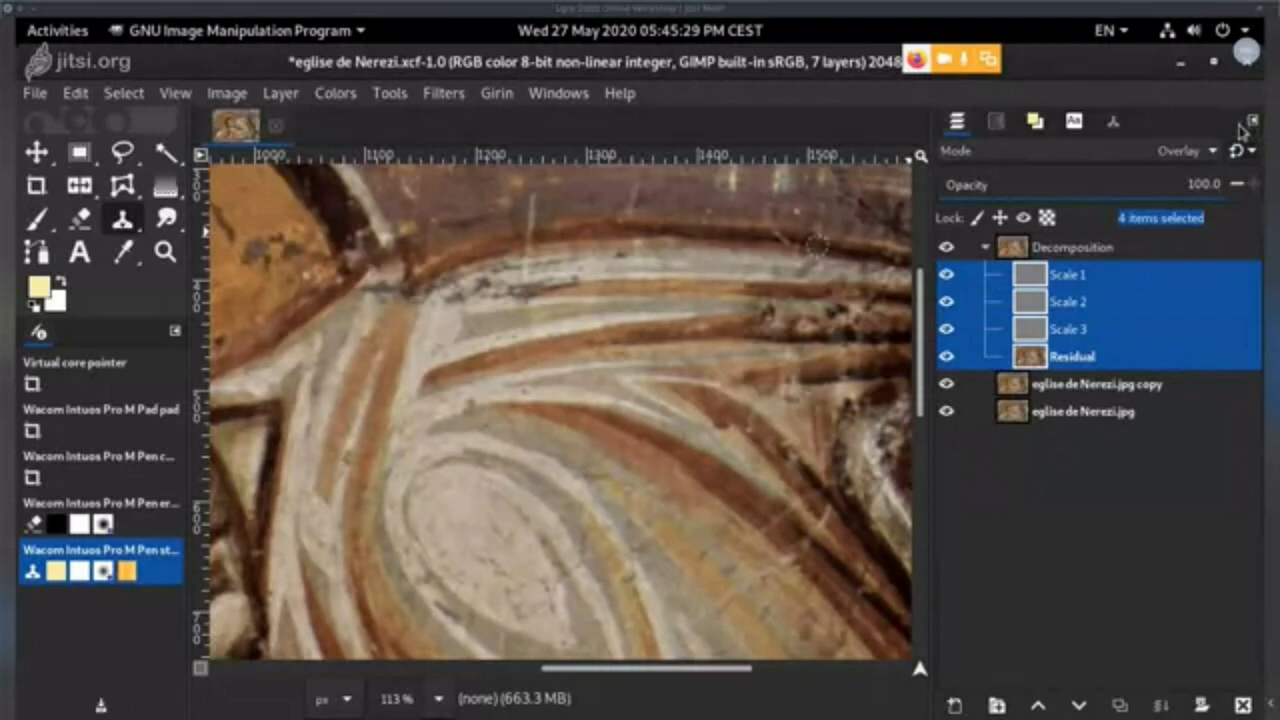 Activities GNU Image Manipulation Program Wed 27 May 2020 05:45:29 PM CEST EN
jitsi.org *eglise de Nerezi.xcf-1.0 (RGB color 8-bit non-linear integer, GIMP built-in sRGB, 7 layers) 2048
File Edit Select View Image Layer Colors Tools Filters Girin Windows Help
1000 1100 1200 1300 1400 1500
Mode Overlay
Opacity 100.0
Lock: 4 items selected
Decomposition
Scale 1
Scale 2
Scale 3
Residual
eglise de Nerezi.jpg copy
eglise de Nerezi.jpg
Virtual core pointer
Wacom Intuos Pro M Pad pad
Wacom Intuos Pro M Pen c...
Wacom Intuos Pro M Pen er...
Wacom Intuos Pro M Pen st...
px 113 % (none) (663.3 MB)